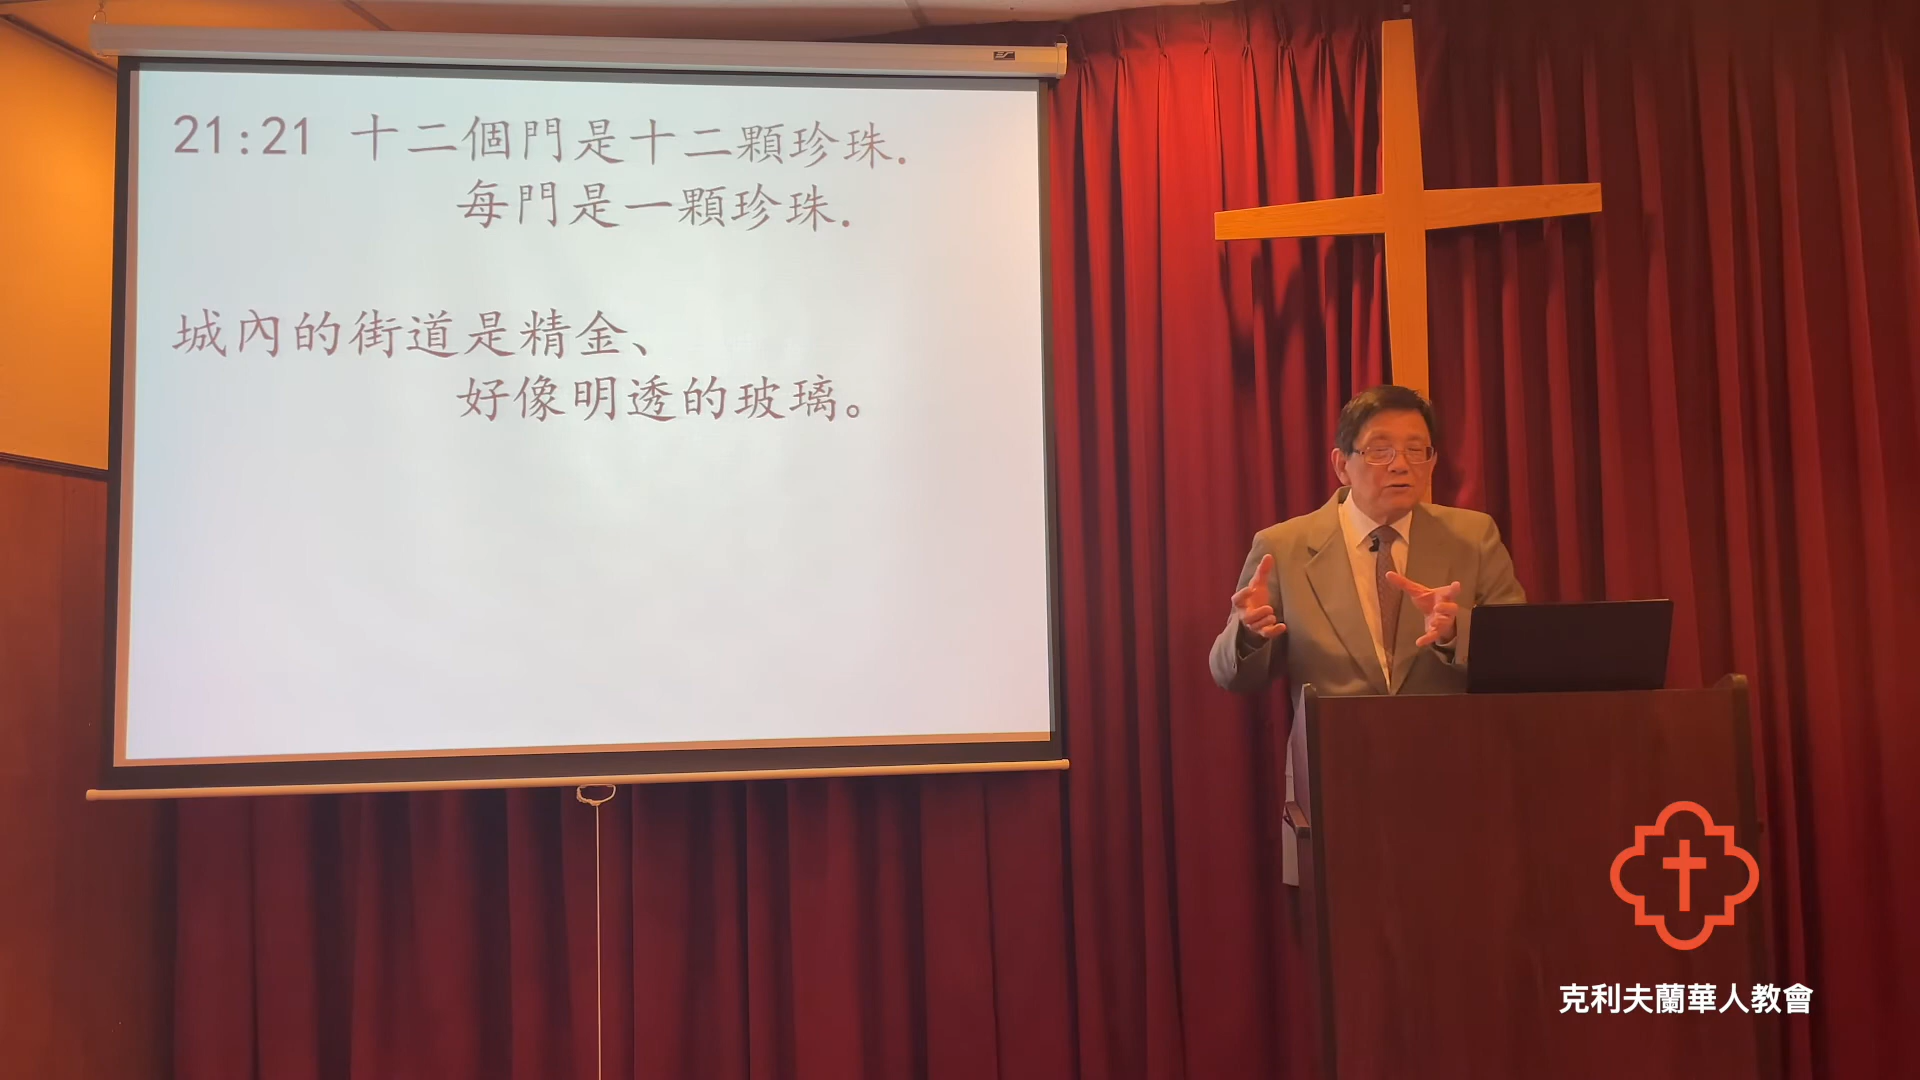 21:21 十二個門是十二顆珍珠.
每門是一顆珍珠.
城內的街道是精金、
好像明透的玻璃。
克利夫蘭華人教會